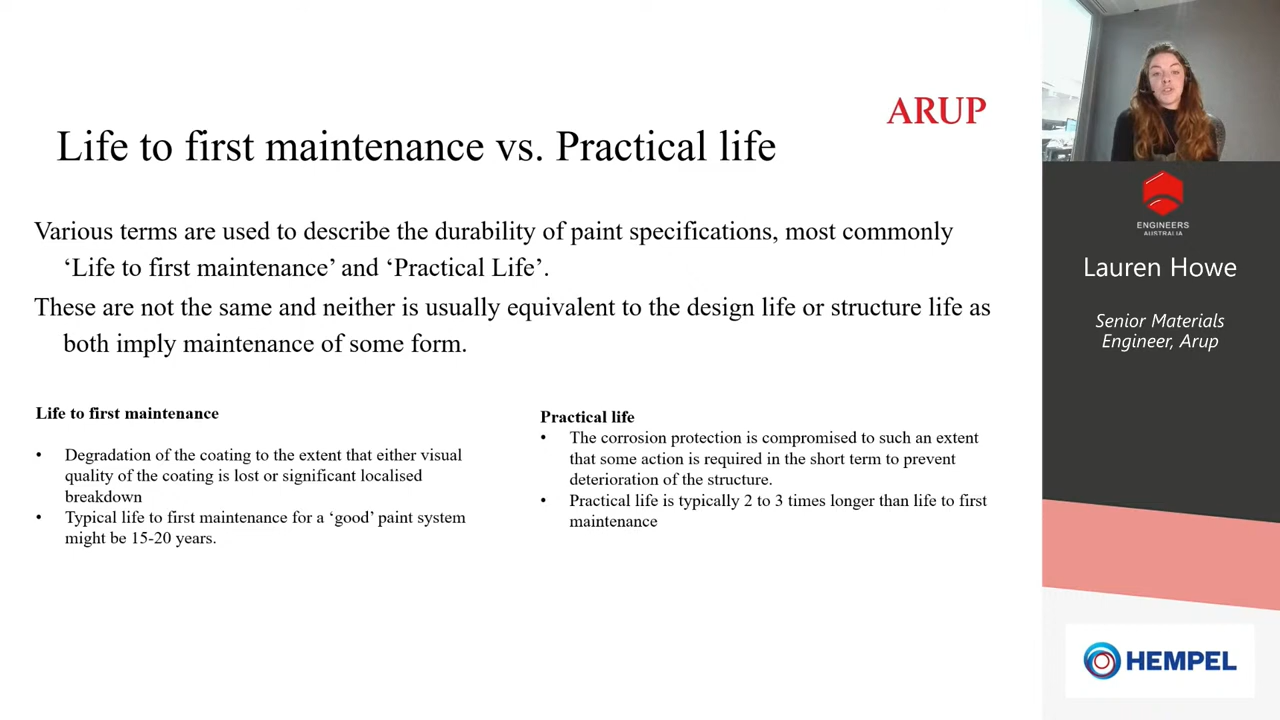 ARUP
Life to first maintenance vs. Practical life
Various terms are used to describe the durability of paint specifications, most commonly
‘Life to first maintenance’ and ‘Practical Life’.
These are not the same and neither is usually equivalent to the design life or structure life as
both imply maintenance of some form.
Life to first maintenance
• Degradation of the coating to the extent that either visual
quality of the coating is lost or significant localised
breakdown
• Typical life to first maintenance for a ‘good’ paint system
might be 15-20 years.
Practical life
• The corrosion protection is compromised to such an extent
that some action is required in the short term to prevent
deterioration of the structure.
• Practical life is typically 2 to 3 times longer than life to first
maintenance
ENGINEERS
AUSTRALIA
Lauren Howe
Senior Materials
Engineer, Arup
HEMPEL